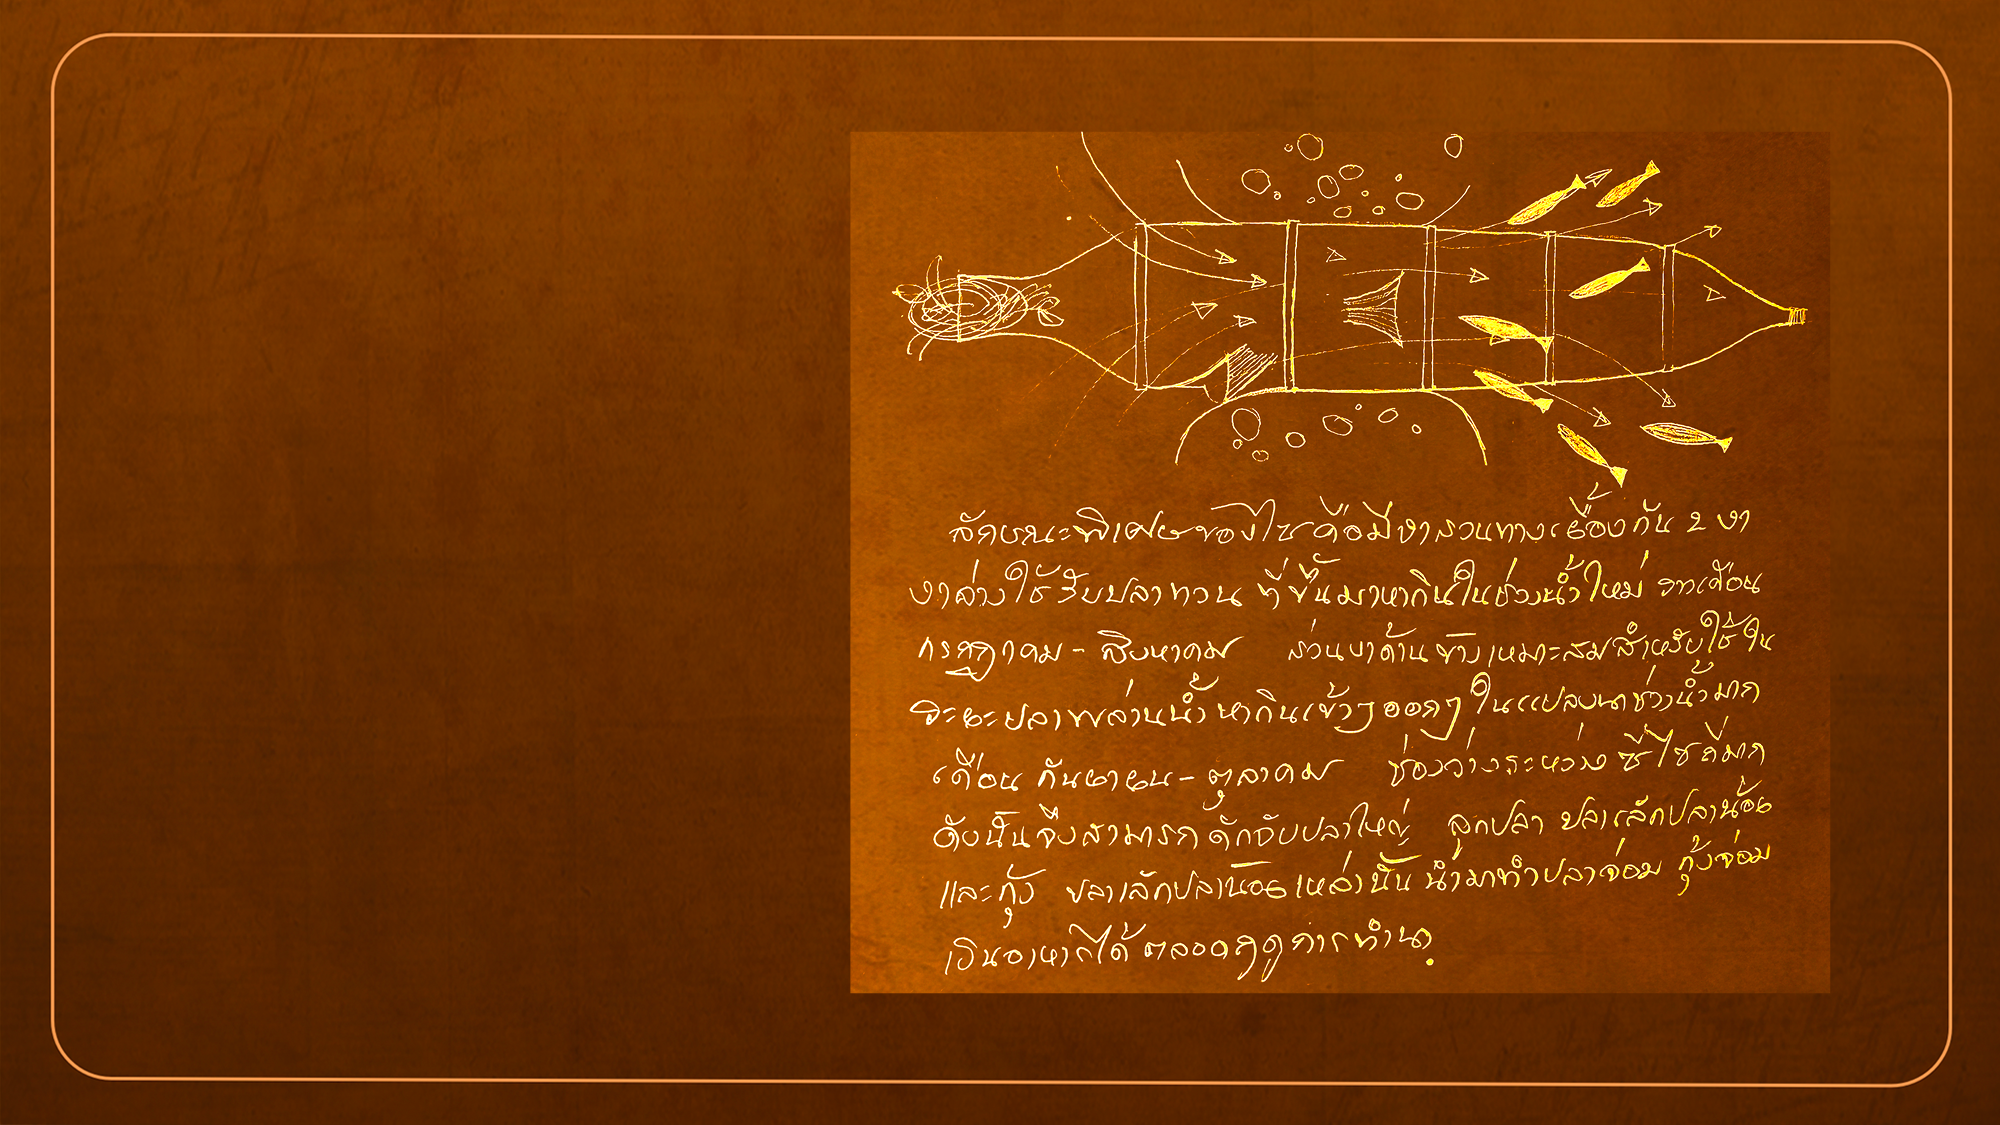 ลักษณะพิเศษของไซ คือมีงาสวนทางเยื้องกัน 2 งา
งาล่างใช้รับปลาทวน ที่ขึ้นมาหากินในช่วงน้ำใหม่ จากเดือน
กรกฎาคม - สิงหาคม ส่วนงาด้านข้างเหมาะสมสำหรับใช้ใน
ระยะปลาพล่านน้ำ หากินเข้าๆออกๆ ในแปลงนาช่วงน้ำมาก
เดือน กันยายน - ตุลาคม ช่องว่างระหว่าง ซี่ไซถี่มาก
ดังนั้นจึงสามารถดักจับปลาใหญ่ ลูกปลา ปลาเล็กปลาน้อย
และกุ้ง ปลาเล็กปลาน้อยเหล่านี้ นำมาทำปลาจ่อม กุ้งจ่อม
เป็นอาหารได้ ตลอดฤดูการทำนา.